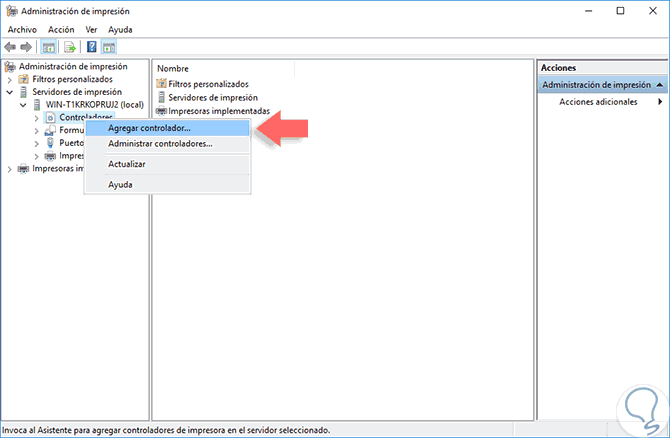 Administración de impresión
Archivo Acción Ver Ayuda
Administración de impresión
Filtros personalizados
Servidores de impresión
WIN-T1KRKOPRUJ2 (local)
Controladores
Formu
Puerto
Impres
Impresoras im
Agregar controlador...
Administrar controladores...
Actualizar
Ayuda
Nombre
Filtros personalizados
Servidores de impresión
Impresoras implementadas
Acciones
Administración de impresión
Acciones adicionales
Invoca al Asistente para agregar controladores de impresora en el servidor seleccionado.